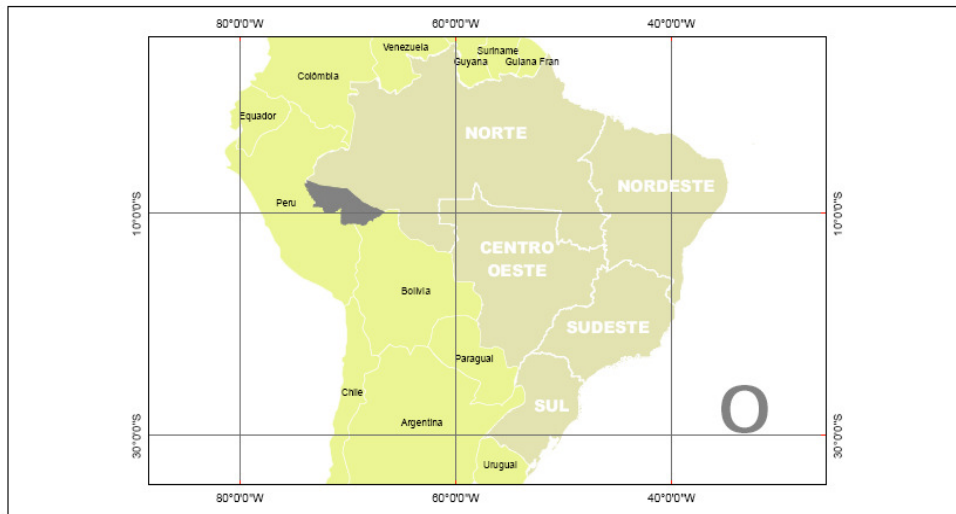 80°0'0"W 60°0'0"W 40°0'0"W
Venezuela Suriname
Guyana Guiana Fran
Colômbia
Equador
NORTE
NORDESTE
Peru
10°0'0"S 10°0'0"S
CENTRO
OESTE
Bolivia
SUDESTE
Paraguai
Chile
SUL
O
Argentina
30°0'0"S 30°0'0"S
Uruguai
80°0'0"W 60°0'0"W 40°0'0"W